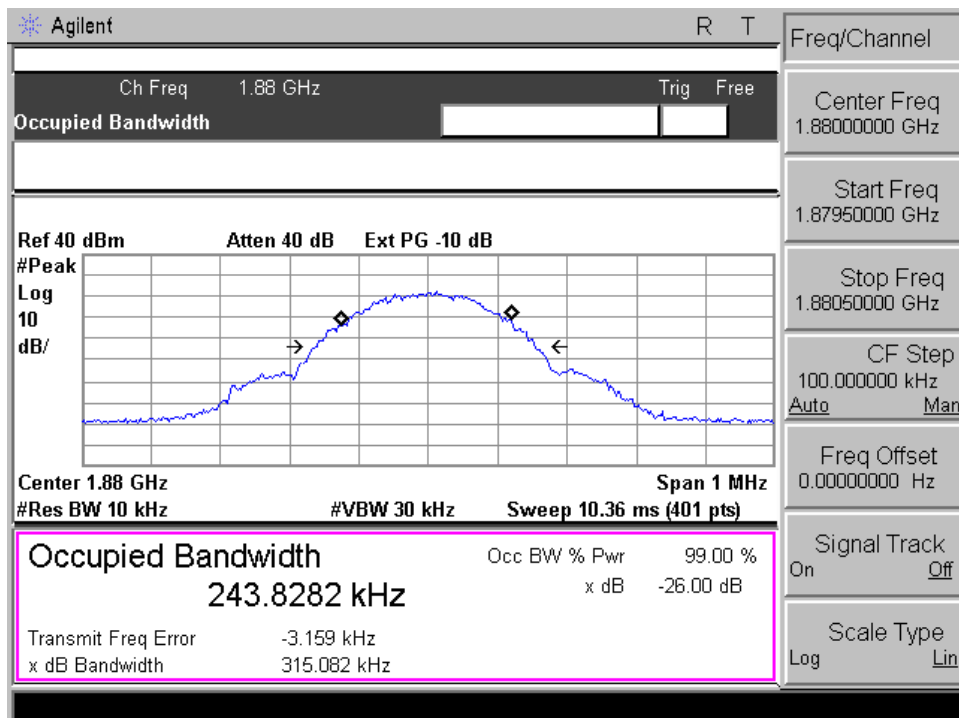 Agilent R T
Ch Freq 1.88 GHz Trig Free
Occupied Bandwidth
Ref 40 dBm Atten 40 dB Ext PG -10 dB
#Peak
Log
10
dB/
Center 1.88 GHz Span 1 MHz
#Res BW 10 kHz #VBW 30 kHz Sweep 10.36 ms (401 pts)
Occupied Bandwidth
243.8282 kHz
Occ BW % Pwr 99.00 %
x dB -26.00 dB
Transmit Freq Error -3.159 kHz
x dB Bandwidth 315.082 kHz
Freq/Channel
Center Freq
1.88000000 GHz
Start Freq
1.87950000 GHz
Stop Freq
1.88050000 GHz
CF Step
100.000000 kHz
Auto Man
Freq Offset
0.00000000 Hz
Signal Track
On Off
Scale Type
Log Lin